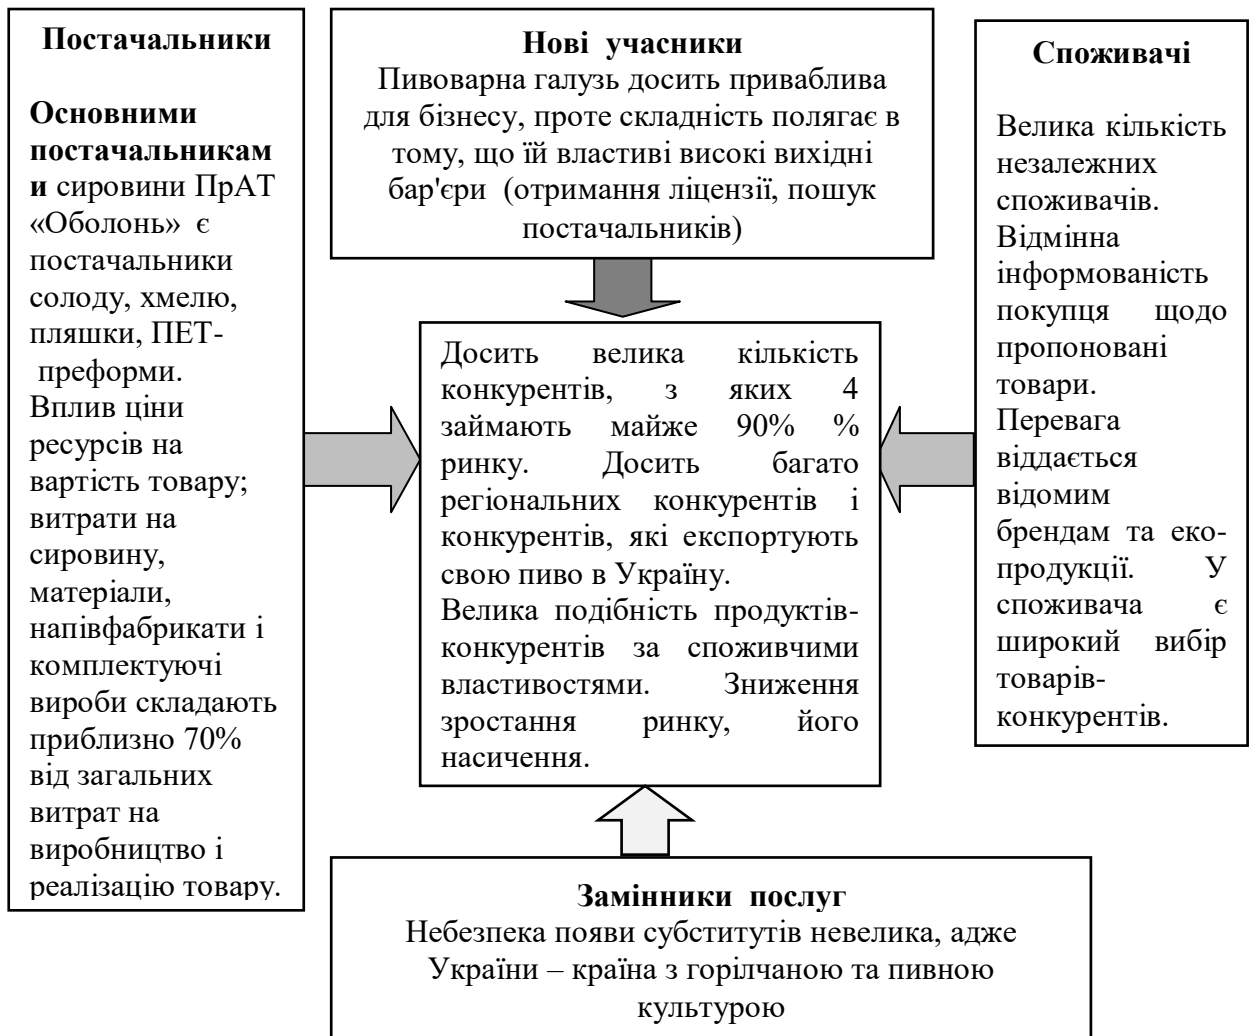 Постачальники
Основними
постачальникам
и сировини ПрАТ
«Оболонь» є
постачальники
солоду, хмелю,
пляшки, ПЕТ-
преформи.
Вплив ціни
ресурсів на
вартість товару;
витрати на
сировину,
матеріали,
напівфабрикати і
комплектуючі
вироби складають
приблизно 70%
від загальних
витрат на
виробництво і
реалізацію товару.
Нові учасники
Пивоварна галузь досить приваблива
для бізнесу, проте складність полягає в
тому, що їй властиві високі вихідні
бар'єри (отримання ліцензії, пошук
постачальників)
Досить велика кількість
конкурентів, з яких 4
займають майже 90% %
ринку. Досить багато
регіональних конкурентів і
конкурентів, які експортують
свою пиво в Україну.
Велика подібність продуктів-
конкурентів за споживчими
властивостями. Зниження
зростання ринку, його
насичення.
Споживачі
Велика кількість
незалежних
споживачів.
Відмінна
інформованість
покупця щодо
пропоновані
товари.
Перевага
віддається
відомим
брендам та еко-
продукції. У
споживача є
широкий вибір
товарів-
конкурентів.
Замінники послуг
Небезпека появи субститутів невелика, адже
України – країна з горілчаною та пивною
культурою